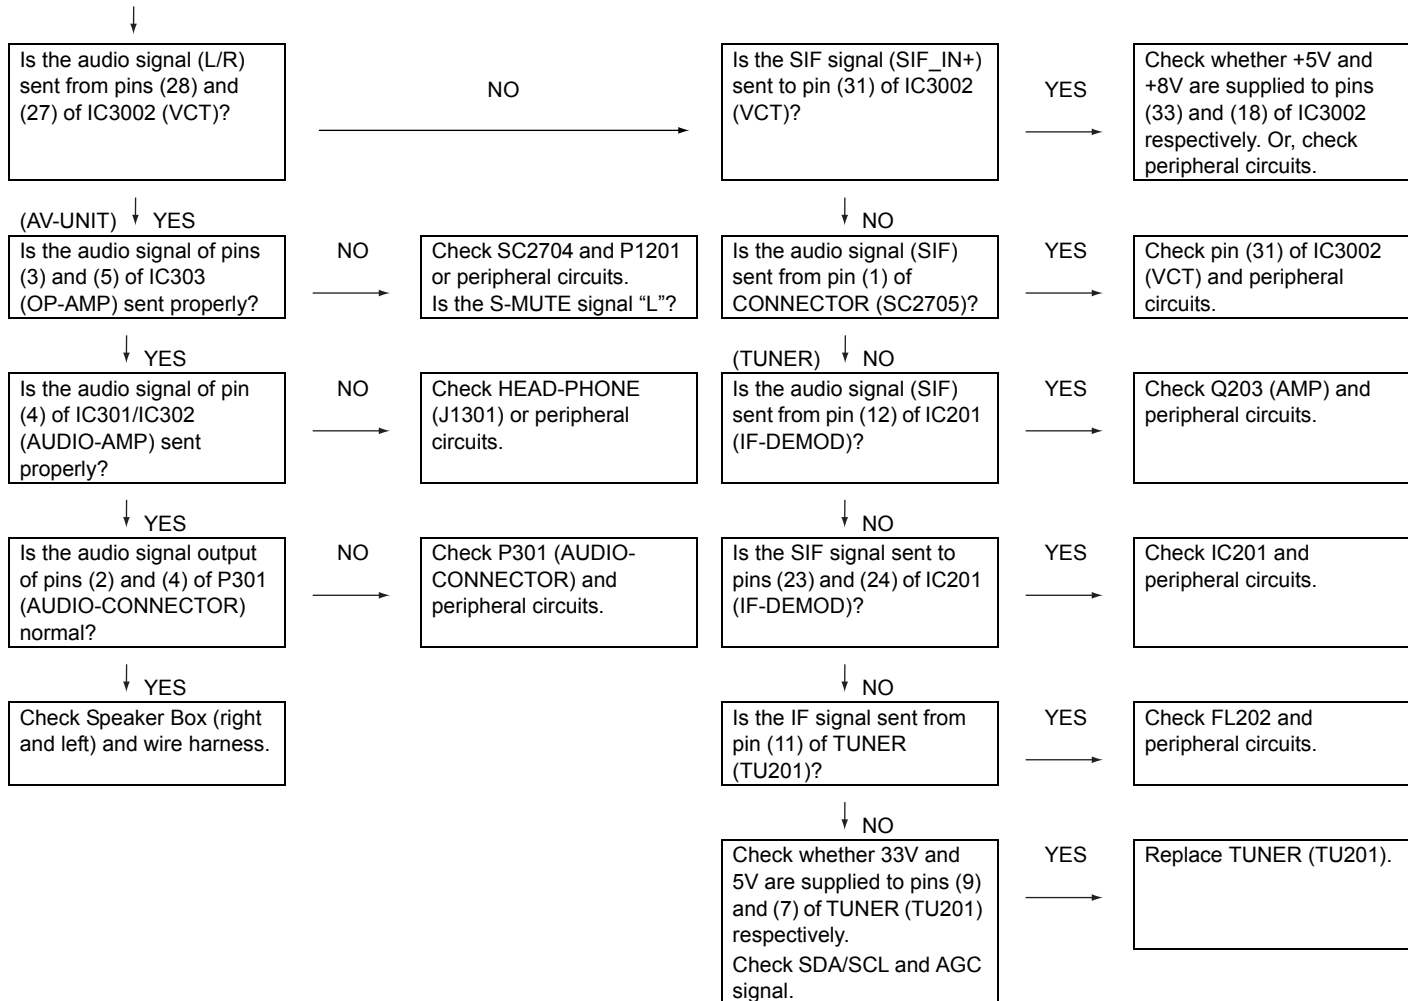 Is the audio signal (L/R)
sent from pins (28) and
(27) of IC3002 (VCT)?
NO
Is the SIF signal (SIF_IN+)
sent to pin (31) of IC3002
(VCT)?
YES
Check whether +5V and
+8V are supplied to pins
(33) and (18) of IC3002
respectively. Or, check
peripheral circuits.
(AV-UNIT) YES
NO
Is the audio signal of pins
(3) and (5) of IC303
(OP-AMP) sent properly?
NO
Check SC2704 and P1201
or peripheral circuits.
Is the S-MUTE signal “L”?
Is the audio signal (SIF)
sent from pin (1) of
CONNECTOR (SC2705)?
YES
Check pin (31) of IC3002
(VCT) and peripheral
circuits.
YES
(TUNER) NO
Is the audio signal of pin
(4) of IC301/IC302
(AUDIO-AMP) sent
properly?
NO
Check HEAD-PHONE
(J1301) or peripheral
circuits.
Is the audio signal (SIF)
sent from pin (12) of IC201
(IF-DEMOD)?
YES
Check Q203 (AMP) and
peripheral circuits.
YES
NO
Is the audio signal output
of pins (2) and (4) of P301
(AUDIO-CONNECTOR)
normal?
NO
Check P301 (AUDIO-
CONNECTOR) and
peripheral circuits.
Is the SIF signal sent to
pins (23) and (24) of IC201
(IF-DEMOD)?
YES
Check IC201 and
peripheral circuits.
YES
NO
Check Speaker Box (right
and left) and wire harness.
Is the IF signal sent from
pin (11) of TUNER
(TU201)?
YES
Check FL202 and
peripheral circuits.
NO
Check whether 33V and
5V are supplied to pins (9)
and (7) of TUNER (TU201)
respectively.
Check SDA/SCL and AGC
signal.
YES
Replace TUNER (TU201).